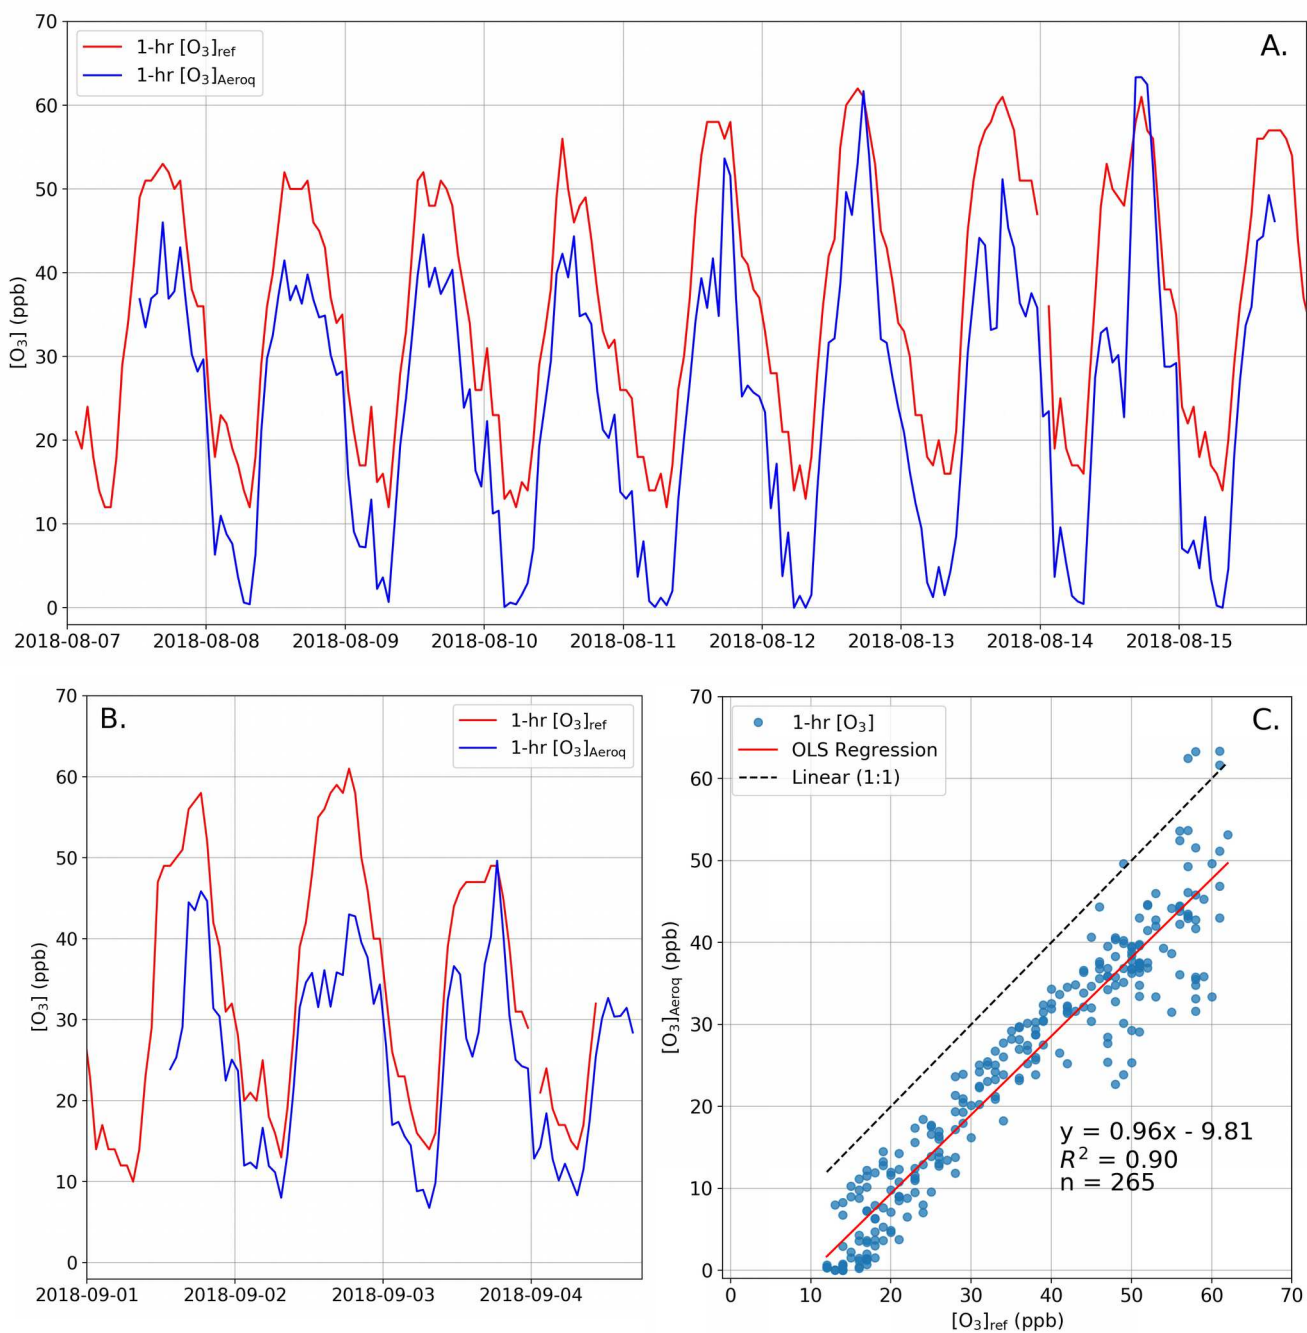 A.
1-hr [O₃]ref
1-hr [O₃]Aeroq
70
60
50
40
30
20
10
0
[O₃] (ppb)
2018-08-07 2018-08-08 2018-08-09 2018-08-10 2018-08-11 2018-08-12 2018-08-13 2018-08-14 2018-08-15
B.
1-hr [O₃]ref
1-hr [O₃]Aeroq
70
60
50
40
30
20
10
0
[O₃] (ppb)
2018-09-01 2018-09-02 2018-09-03 2018-09-04
C.
1-hr [O₃]
OLS Regression
Linear (1:1)
70
60
50
40
30
20
10
0
[O₃]Aeroq (ppb)
y = 0.96x - 9.81
R² = 0.90
n = 265
0 10 20 30 40 50 60 70
[O₃]ref (ppb)